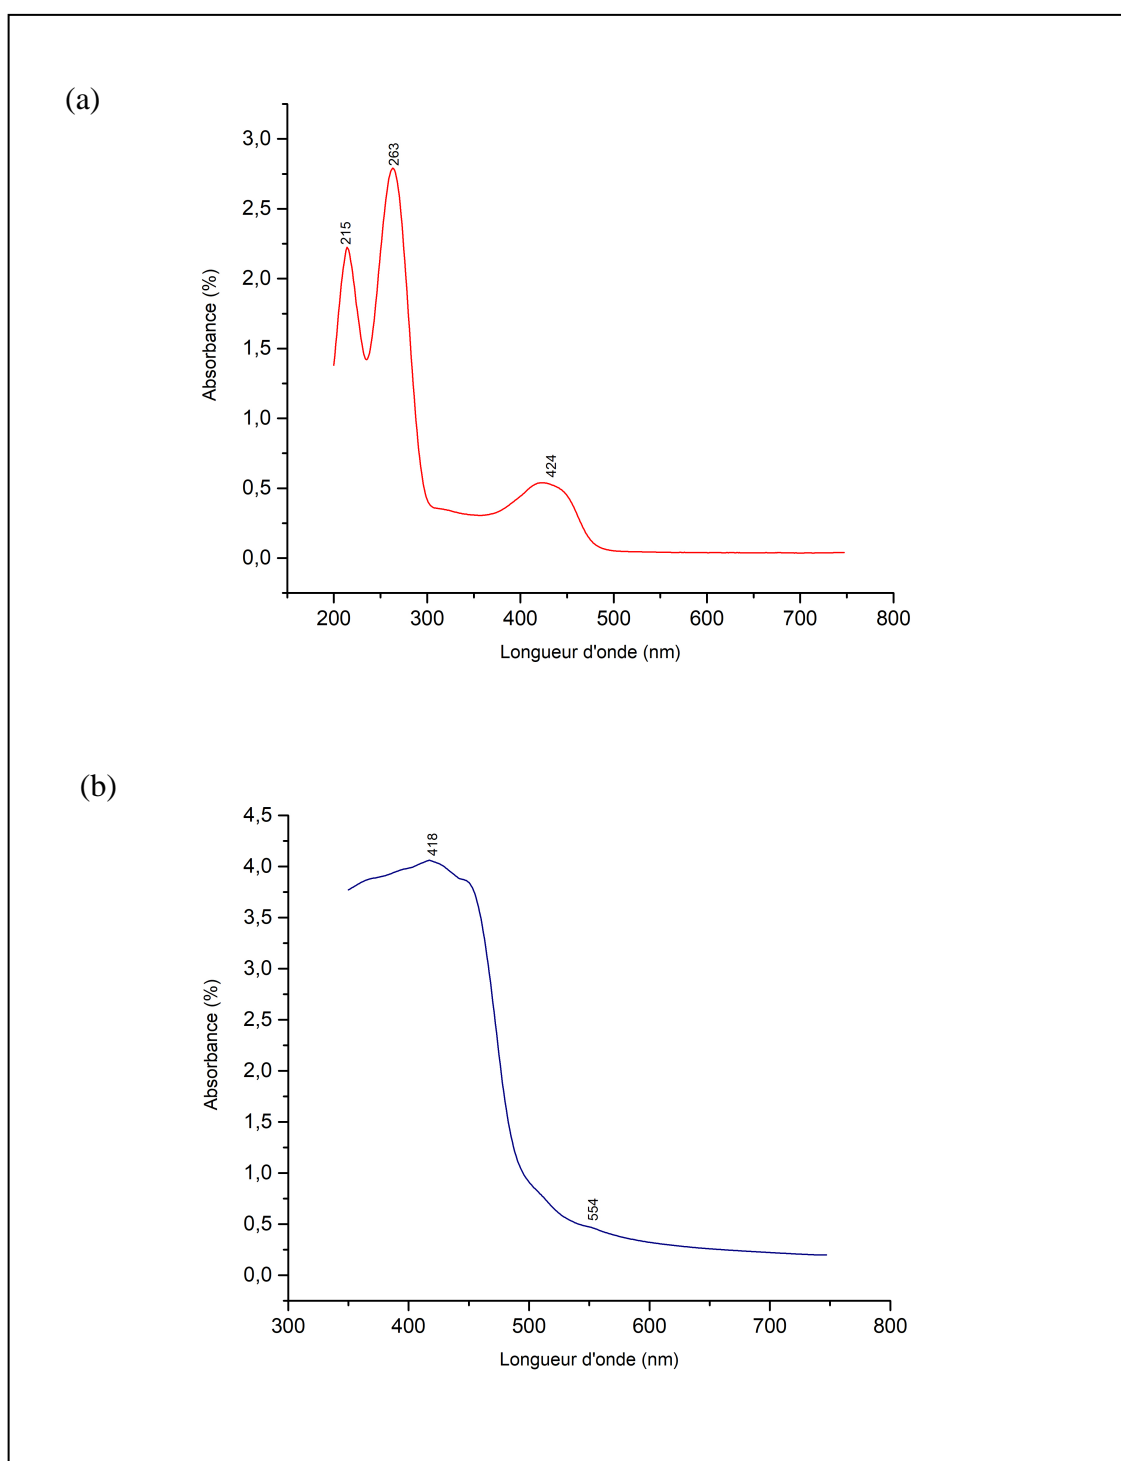 (a)
3,0
2,5
2,0
1,5
1,0
0,5
0,0
Absorbance (%)
215
263
424
200 300 400 500 600 700 800
Longueur d'onde (nm)
(b)
4,5
4,0
3,5
3,0
2,5
2,0
1,5
1,0
0,5
0,0
Absorbance (%)
418
554
300 400 500 600 700 800
Longueur d'onde (nm)